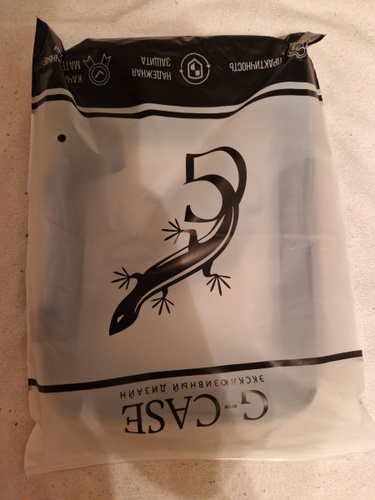 G-CASE
ЭКСКЛЮЗИВНЫЙ ДИЗАЙН
G
ПРАКТИЧНОСТЬ
НАДЕЖНАЯ
ЗАЩИТА